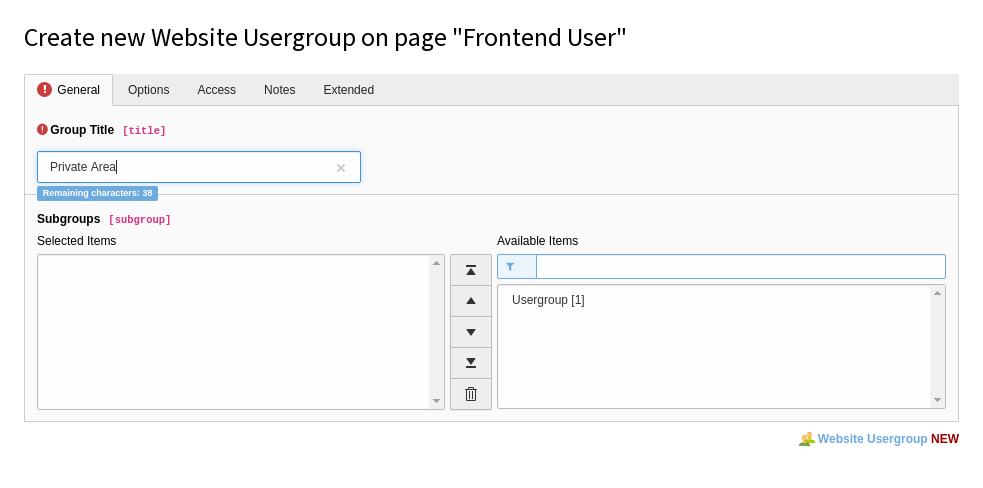 Create new Website Usergroup on page "Frontend User"
General Options Access Notes Extended
Group Title [title]
Private Area
Remaining characters: 38
Subgroups [subgroup]
Selected Items Available Items
Usergroup [1]
Website Usergroup NEW